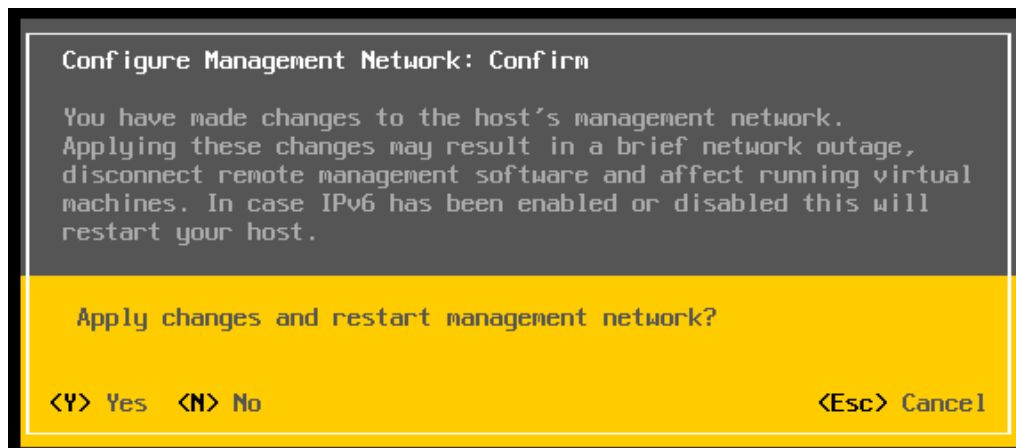 Configure Management Network: Confirm
You have made changes to the host's management network.
Applying these changes may result in a brief network outage,
disconnect remote management software and affect running virtual
machines. In case IPv6 has been enabled or disabled this will
restart your host.
Apply changes and restart management network?
<Y> Yes <N> No <Esc> Cancel